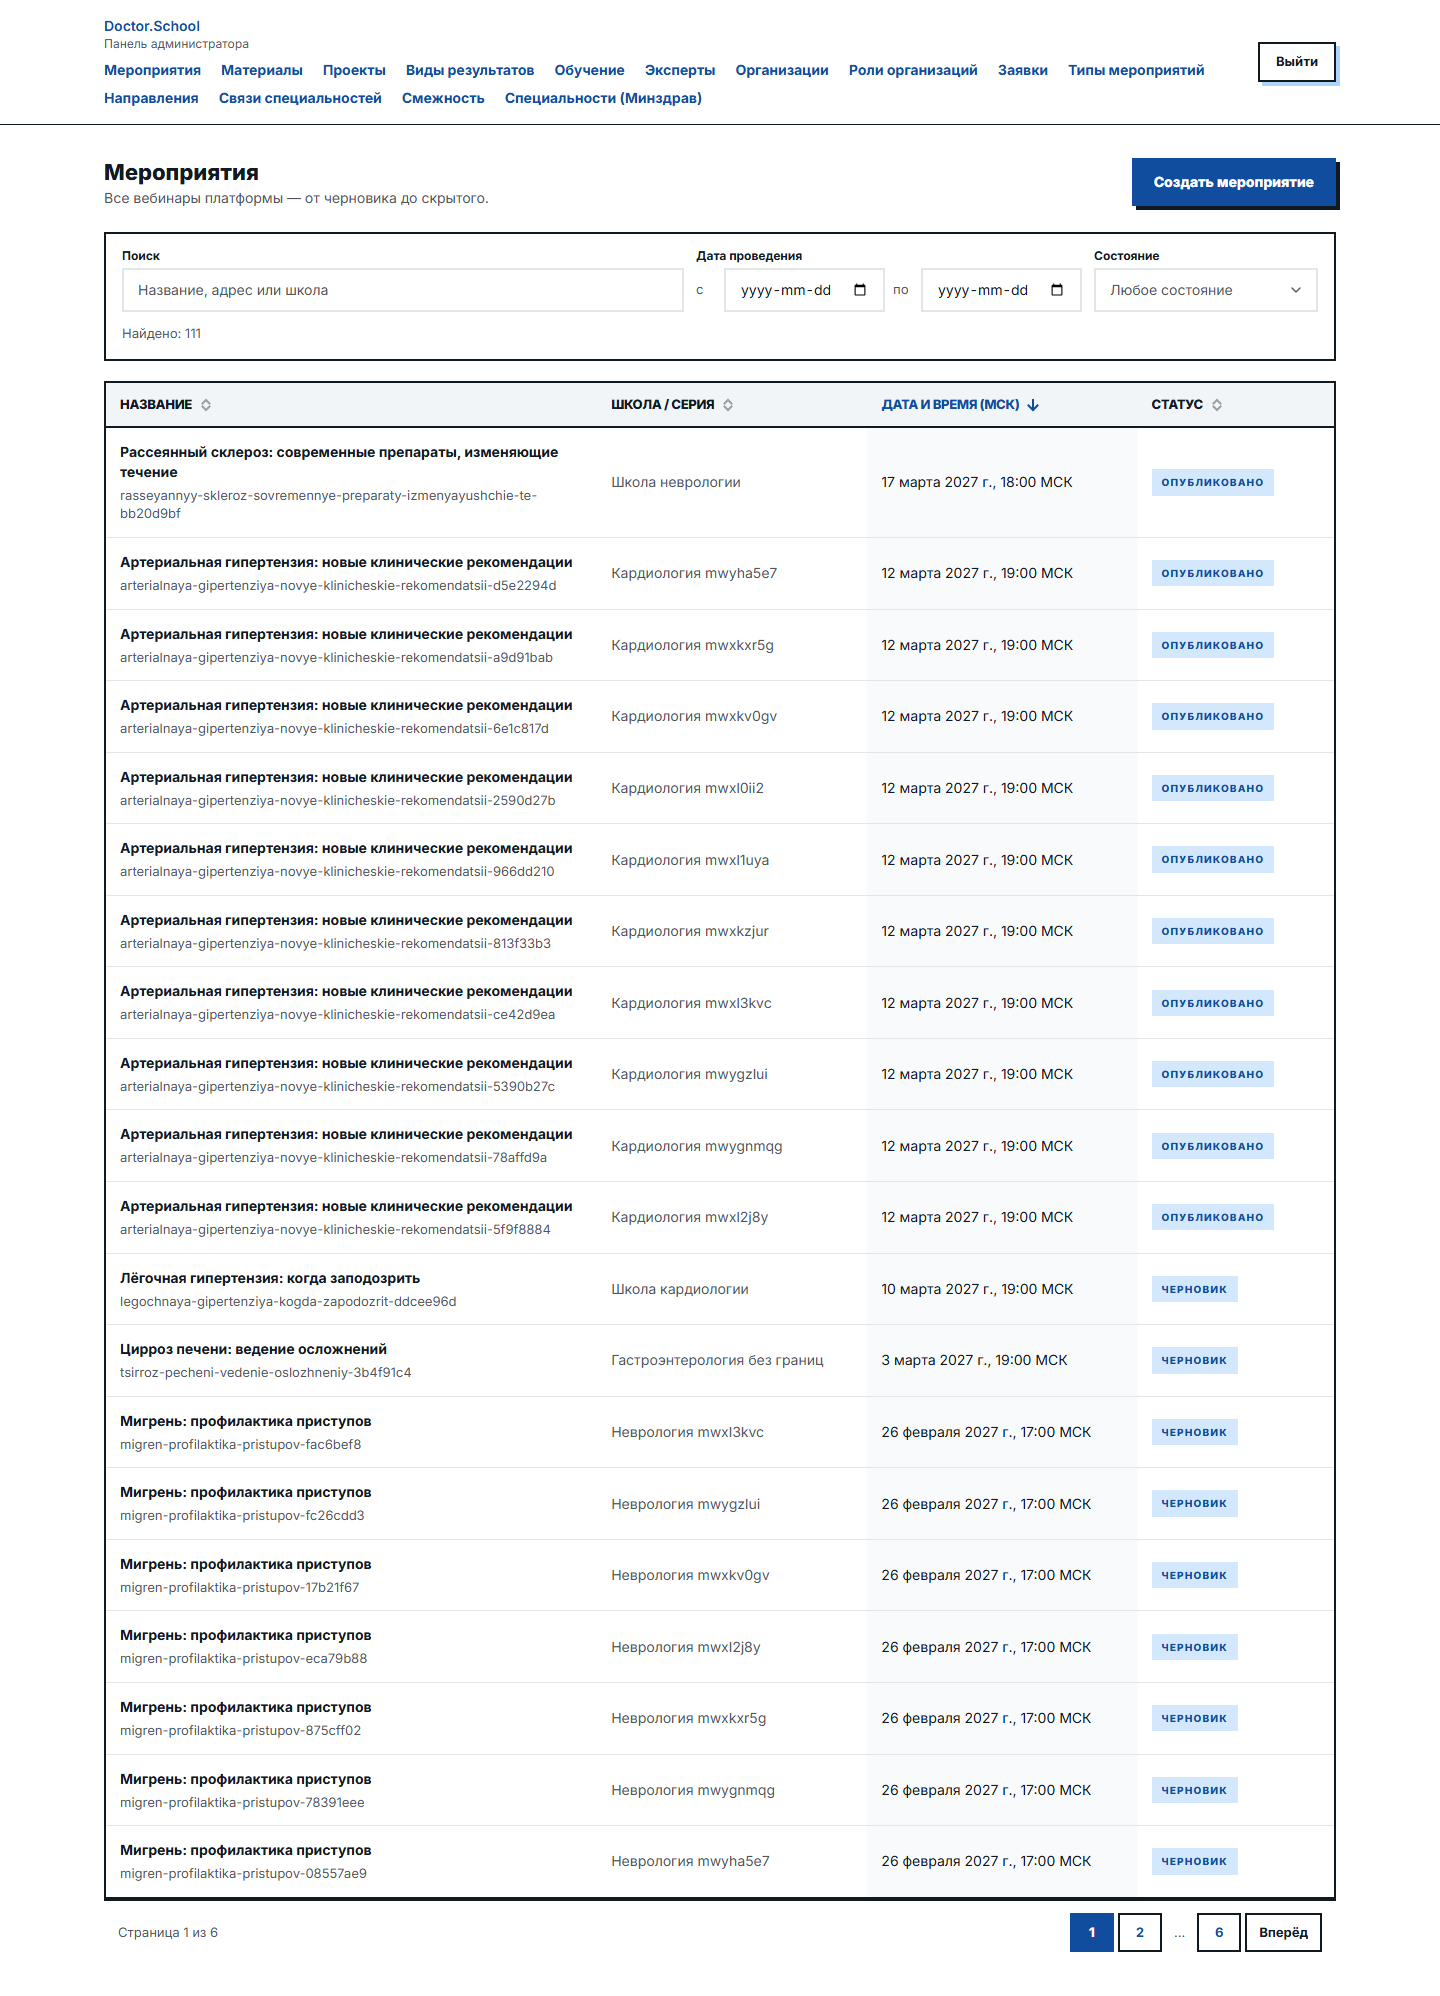 Doctor.School
Панель администратора
Мероприятия Материалы Проекты Виды результатов Обучение Эксперты Организации Роли организаций Заявки Типы мероприятий
Направления Связи специальностей Смежность Специальности (Минздрав)
Выйти
Мероприятия
Все вебинары платформы — от черновика до скрытого.
Создать мероприятие
Поиск
Дата проведения
Состояние
Название, адрес или школа
с yyyy-mm-dd по yyyy-mm-dd
Любое состояние
Найдено: 111
НАЗВАНИЕ ШКОЛА / СЕРИЯ ДАТА И ВРЕМЯ (МСК) СТАТУС
Рассеянный склероз: современные препараты, изменяющие
течение
rasseyannyy-skleroz-sovremennye-preparaty-izmenyayushchie-te-
bb20d9bf
Школа неврологии 17 марта 2027 г., 18:00 МСК ОПУБЛИКОВАНО
Артериальная гипертензия: новые клинические рекомендации
arterialnaya-gipertenziya-novye-klinicheskie-rekomendatsii-d5e2294d
Кардиология mwyha5e7 12 марта 2027 г., 19:00 МСК ОПУБЛИКОВАНО
Артериальная гипертензия: новые клинические рекомендации
arterialnaya-gipertenziya-novye-klinicheskie-rekomendatsii-a9d91bab
Кардиология mwxkxr5g 12 марта 2027 г., 19:00 МСК ОПУБЛИКОВАНО
Артериальная гипертензия: новые клинические рекомендации
arterialnaya-gipertenziya-novye-klinicheskie-rekomendatsii-6e1c817d
Кардиология mwxkv0gv 12 марта 2027 г., 19:00 МСК ОПУБЛИКОВАНО
Артериальная гипертензия: новые клинические рекомендации
arterialnaya-gipertenziya-novye-klinicheskie-rekomendatsii-2590d27b
Кардиология mwxl0ii2 12 марта 2027 г., 19:00 МСК ОПУБЛИКОВАНО
Артериальная гипертензия: новые клинические рекомендации
arterialnaya-gipertenziya-novye-klinicheskie-rekomendatsii-966dd210
Кардиология mwxl1uya 12 марта 2027 г., 19:00 МСК ОПУБЛИКОВАНО
Артериальная гипертензия: новые клинические рекомендации
arterialnaya-gipertenziya-novye-klinicheskie-rekomendatsii-813f33b3
Кардиология mwxkzjur 12 марта 2027 г., 19:00 МСК ОПУБЛИКОВАНО
Артериальная гипертензия: новые клинические рекомендации
arterialnaya-gipertenziya-novye-klinicheskie-rekomendatsii-ce42d9ea
Кардиология mwxl3kvc 12 марта 2027 г., 19:00 МСК ОПУБЛИКОВАНО
Артериальная гипертензия: новые клинические рекомендации
arterialnaya-gipertenziya-novye-klinicheskie-rekomendatsii-5390b27c
Кардиология mwygzlui 12 марта 2027 г., 19:00 МСК ОПУБЛИКОВАНО
Артериальная гипертензия: новые клинические рекомендации
arterialnaya-gipertenziya-novye-klinicheskie-rekomendatsii-78affd9a
Кардиология mwygnmqg 12 марта 2027 г., 19:00 МСК ОПУБЛИКОВАНО
Артериальная гипертензия: новые клинические рекомендации
arterialnaya-gipertenziya-novye-klinicheskie-rekomendatsii-5f9f8884
Кардиология mwxl2j8y 12 марта 2027 г., 19:00 МСК ОПУБЛИКОВАНО
Лёгочная гипертензия: когда заподозрить
legochnaya-gipertenziya-kogda-zapodozrit-ddcee96d
Школа кардиологии 10 марта 2027 г., 19:00 МСК ЧЕРНОВИК
Цирроз печени: ведение осложнений
tsirroz-pecheni-vedenie-oslozhneniy-3b4f91c4
Гастроэнтерология без границ 3 марта 2027 г., 19:00 МСК ЧЕРНОВИК
Мигрень: профилактика приступов
migren-profilaktika-pristupov-fac6bef8
Неврология mwxl3kvc 26 февраля 2027 г., 17:00 МСК ЧЕРНОВИК
Мигрень: профилактика приступов
migren-profilaktika-pristupov-fc26cdd3
Неврология mwygzlui 26 февраля 2027 г., 17:00 МСК ЧЕРНОВИК
Мигрень: профилактика приступов
migren-profilaktika-pristupov-17b21f67
Неврология mwxkv0gv 26 февраля 2027 г., 17:00 МСК ЧЕРНОВИК
Мигрень: профилактика приступов
migren-profilaktika-pristupov-eca79b88
Неврология mwxl2j8y 26 февраля 2027 г., 17:00 МСК ЧЕРНОВИК
Мигрень: профилактика приступов
migren-profilaktika-pristupov-875cff02
Неврология mwxkxr5g 26 февраля 2027 г., 17:00 МСК ЧЕРНОВИК
Мигрень: профилактика приступов
migren-profilaktika-pristupov-78391eee
Неврология mwygnmqg 26 февраля 2027 г., 17:00 МСК ЧЕРНОВИК
Мигрень: профилактика приступов
migren-profilaktika-pristupov-08557ae9
Неврология mwyha5e7 26 февраля 2027 г., 17:00 МСК ЧЕРНОВИК
Страница 1 из 6
1 2 ... 6 Вперёд